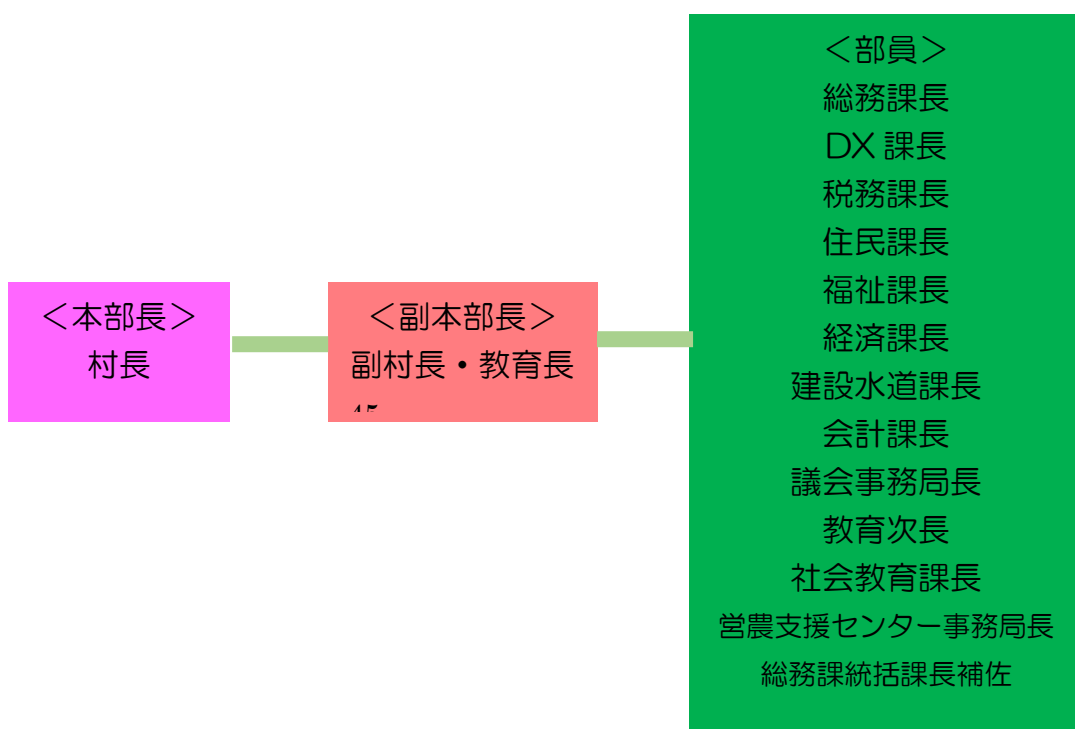 ＜本部長＞
村長
＜副本部長＞
副村長・教育長
＜部員＞
総務課長
DX課長
税務課長
住民課長
福祉課長
経済課長
建設水道課長
会計課長
議会事務局長
教育次長
社会教育課長
営農支援センター事務局長
総務課統括課長補佐